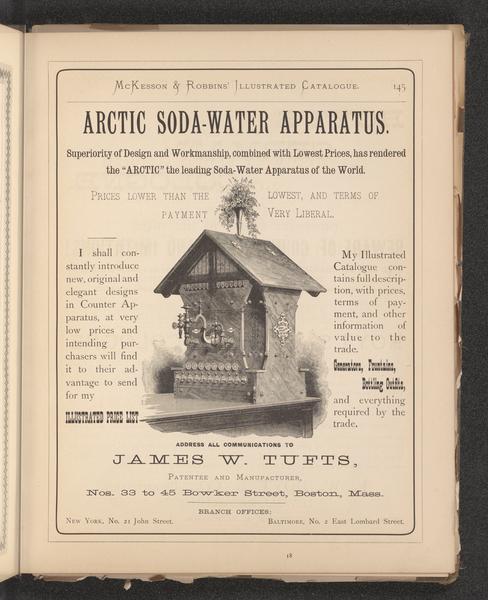 McKesson & Robbins' Illustrated Catalogue. 145
ARCTIC SODA-WATER APPARATUS.
Superiority of Design and Workmanship, combined with Lowest Prices, has rendered
the "ARCTIC" the leading Soda-Water Apparatus of the World.
Prices lower than the lowest, and terms of
payment Very Liberal.
I shall con-
stantly introduce
new, original and
elegant designs
in Counter Ap-
paratus, at very
low prices and
intending pur-
chasers will find
it to their ad-
vantage to send
for my
ILLUSTRATED PRICE LIST
My Illustrated
Catalogue con-
tains full descrip-
tion, with prices,
terms of pay-
ment, and other
information of
value to the
trade.
Generators, Fountains,
Bottling Outfits,
and everything
required by the
trade.
ADDRESS ALL COMMUNICATIONS TO
JAMES W. TUFTS,
Patentee and Manufacturer,
Nos. 33 to 45 Bowker Street, Boston, Mass.
BRANCH OFFICES:
New York, No. 21 John Street. Baltimore, No. 2 East Lombard Street.
18